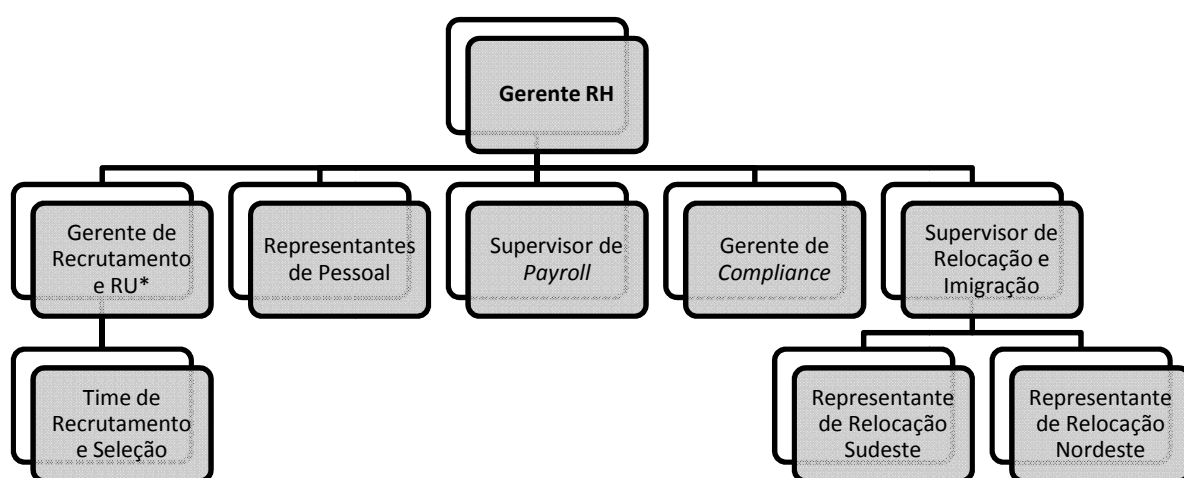 Gerente RH
Gerente de
Recrutamento
e RU*
Representantes
de Pessoal
Supervisor de
Payroll
Gerente de
Compliance
Supervisor de
Relocação e
Imigração
Time de
Recrutamento
e Seleção
Representante
de Relocação
Sudeste
Representante
de Relocação
Nordeste